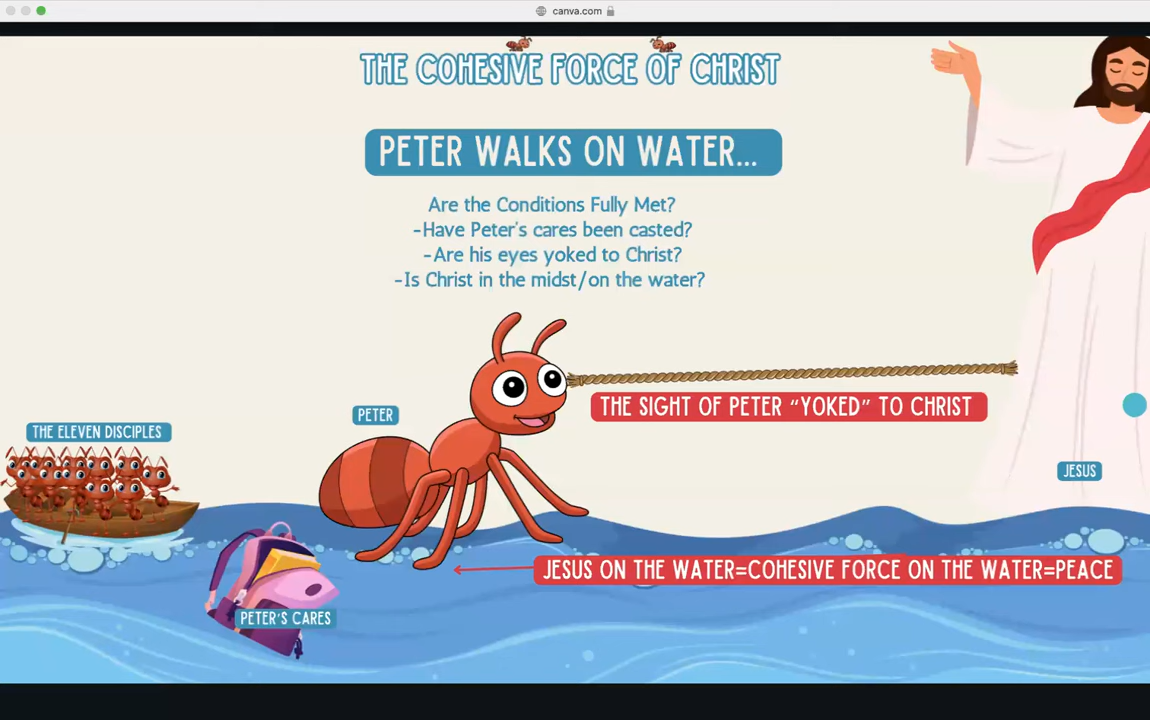 canva.com
THE COHESIVE FORCE OF CHRIST
PETER WALKS ON WATER...
Are the Conditions Fully Met?
-Have Peter's cares been casted?
-Are his eyes yoked to Christ?
-Is Christ in the midst/on the water?
THE SIGHT OF PETER “YOKED” TO CHRIST
PETER
THE ELEVEN DISCIPLES
JESUS
JESUS ON THE WATER=COHESIVE FORCE ON THE WATER=PEACE
PETER'S CARES